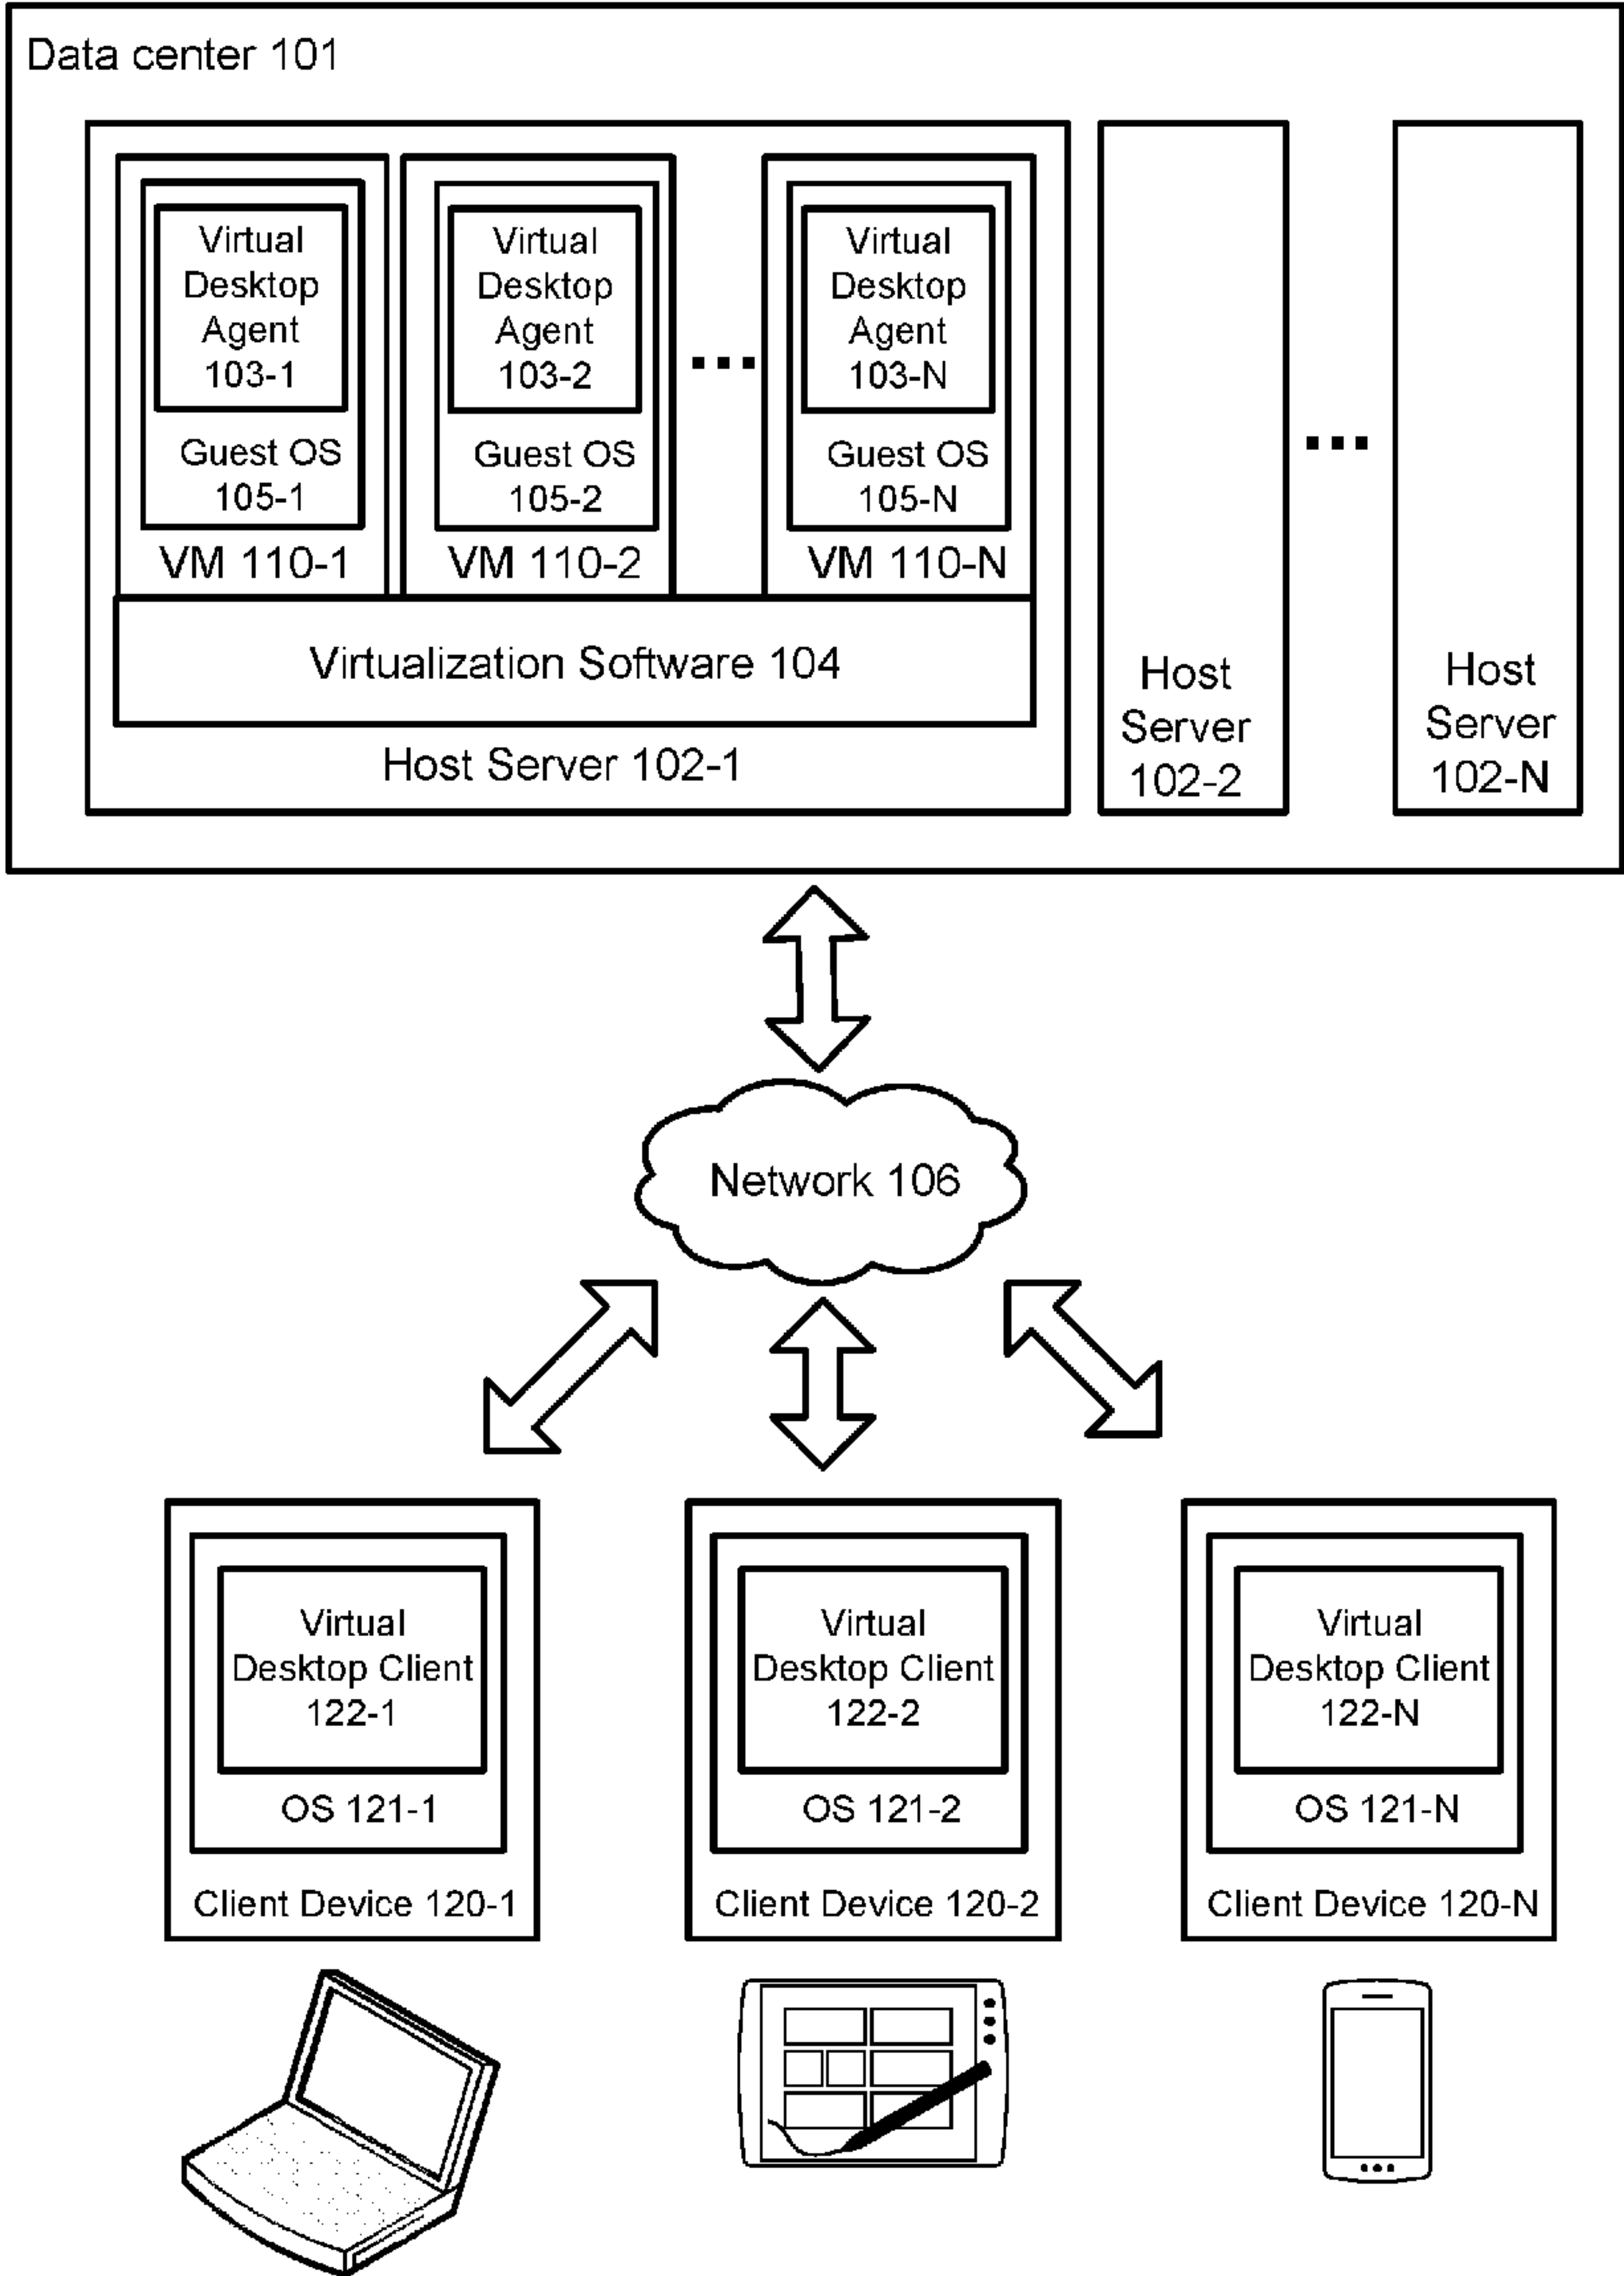 Data center 101
Virtual
Desktop
Agent
103-1
Guest OS
105-1
VM 110-1
Virtual
Desktop
Agent
103-2
Guest OS
105-2
VM 110-2
...
Virtual
Desktop
Agent
103-N
Guest OS
105-N
VM 110-N
Virtualization Software 104
Host Server 102-1
Host
Server
102-2
...
Host
Server
102-N
Network 106
Virtual
Desktop Client
122-1
OS 121-1
Client Device 120-1
Virtual
Desktop Client
122-2
OS 121-2
Client Device 120-2
Virtual
Desktop Client
122-N
OS 121-N
Client Device 120-N